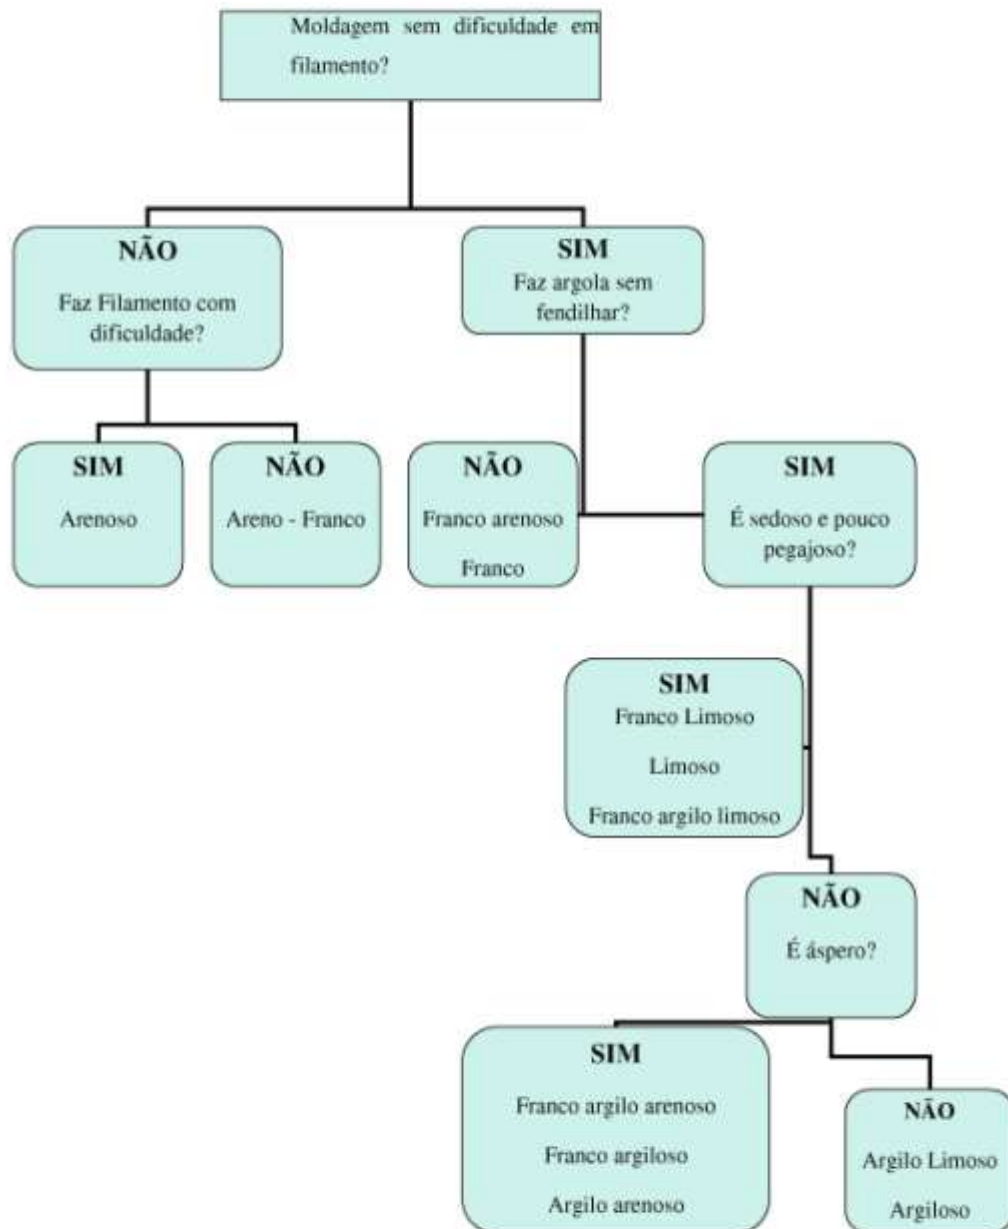 Moldagem sem dificuldade em
filamento?
NÃO
Faz Filamento com
dificuldade?
SIM
Faz argola sem
fendilhar?
SIM
Arenoso
NÃO
Areno - Franco
NÃO
Franco arenoso
Franco
SIM
É sedoso e pouco
pegajoso?
SIM
Franco Limoso
Limoso
Franco argilo limoso
NÃO
É áspero?
SIM
Franco argilo arenoso
Franco argiloso
Argilo arenoso
NÃO
Argilo Limoso
Argiloso